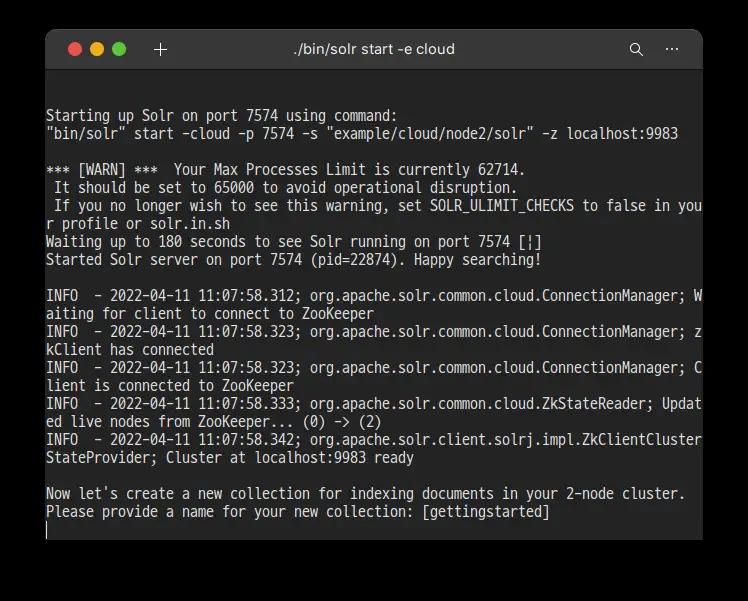 ./bin/solr start -e cloud
Starting up Solr on port 7574 using command:
"bin/solr" start -cloud -p 7574 -s "example/cloud/node2/solr" -z localhost:9983
*** [WARN] ***  Your Max Processes Limit is currently 62714.
 It should be set to 65000 to avoid operational disruption.
 If you no longer wish to see this warning, set SOLR_ULIMIT_CHECKS to false in you
r profile or solr.in.sh
Waiting up to 180 seconds to see Solr running on port 7574 [¦]
Started Solr server on port 7574 (pid=22874). Happy searching!
INFO  - 2022-04-11 11:07:58.312; org.apache.solr.common.cloud.ConnectionManager; W
aiting for client to connect to ZooKeeper
INFO  - 2022-04-11 11:07:58.323; org.apache.solr.common.cloud.ConnectionManager; z
kClient has connected
INFO  - 2022-04-11 11:07:58.323; org.apache.solr.common.cloud.ConnectionManager; C
lient is connected to ZooKeeper
INFO  - 2022-04-11 11:07:58.333; org.apache.solr.common.cloud.ZkStateReader; Updat
ed live nodes from ZooKeeper... (0) -> (2)
INFO  - 2022-04-11 11:07:58.342; org.apache.solr.client.solrj.impl.ZkClientCluster
StateProvider; Cluster at localhost:9983 ready
Now let's create a new collection for indexing documents in your 2-node cluster.
Please provide a name for your new collection: [gettingstarted]